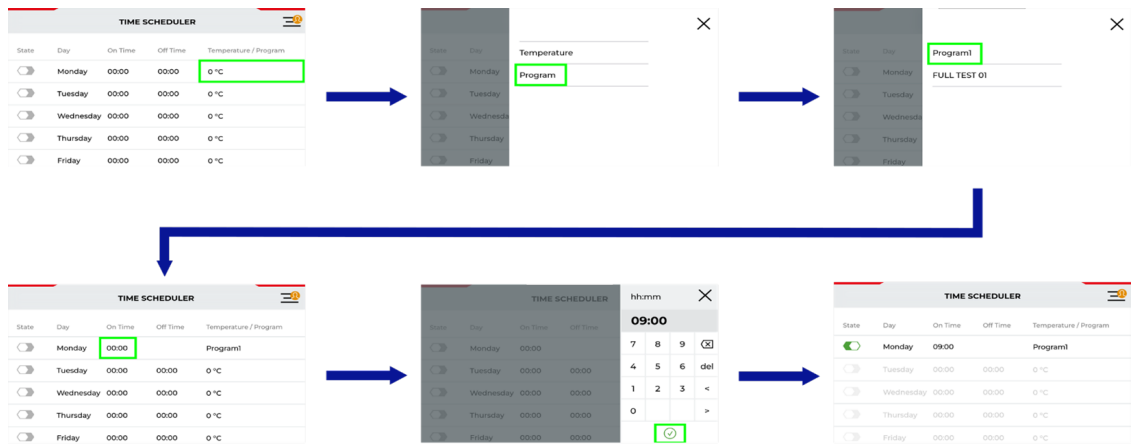 TIME SCHEDULER
State Day On Time Off Time Temperature / Program
Monday 00:00 00:00 0 °C
Tuesday 00:00 00:00 0 °C
Wednesday 00:00 00:00 0 °C
Thursday 00:00 00:00 0 °C
Friday 00:00 00:00 0 °C
State Day
Temperature
Monday
Program
Tuesday
Wednesda
Thursday
Friday
State Day
Program1
Monday
FULL TEST 01
Tuesday
Wednesda
Thursday
Friday
TIME SCHEDULER
State Day On Time Off Time Temperature / Program
Monday 00:00 Program1
Tuesday 00:00 00:00 0 °C
Wednesday 00:00 00:00 0 °C
Thursday 00:00 00:00 0 °C
Friday 00:00 00:00 0 °C
TIME SCHEDULER
State Day On Time Off Time
Monday 00:00
Tuesday 00:00 00:00
Wednesday 00:00 00:00
Thursday 00:00 00:00
Friday 00:00 00:00
hh:mm
09:00
7 8 9
4 5 6 del
1 2 3 <
0 >
TIME SCHEDULER
State Day On Time Off Time Temperature / Program
Monday 09:00 Program1
Tuesday 00:00 00:00 0 °C
Wednesday 00:00 00:00 0 °C
Thursday 00:00 00:00 0 °C
Friday 00:00 00:00 0 °C